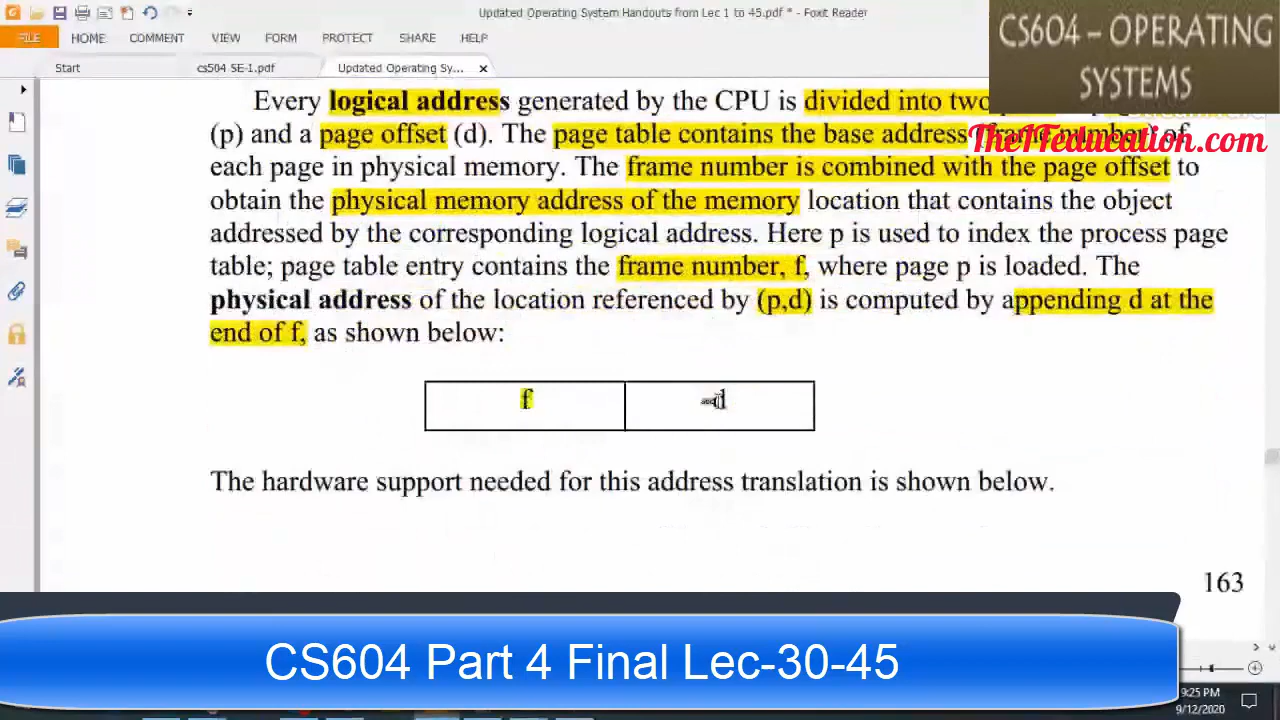 Updated Operating System Handouts from Lec 1 to 45.pdf * - Foxit Reader
CS604 – OPERATING
SYSTEMS
FILE HOME COMMENT VIEW FORM PROTECT SHARE HELP
Start cs504 SE-1.pdf Updated Operating Sy... ×
TheITeducation.com
Every logical address generated by the CPU is divided into two
(p) and a page offset (d). The page table contains the base address of
each page in physical memory. The frame number is combined with the page offset to
obtain the physical memory address of the memory location that contains the object
addressed by the corresponding logical address. Here p is used to index the process page
table; page table entry contains the frame number, f, where page p is loaded. The
physical address of the location referenced by (p,d) is computed by appending d at the
end of f, as shown below:
f d
The hardware support needed for this address translation is shown below.
163
CS604 Part 4 Final Lec-30-45
9:25 PM
9/12/2020